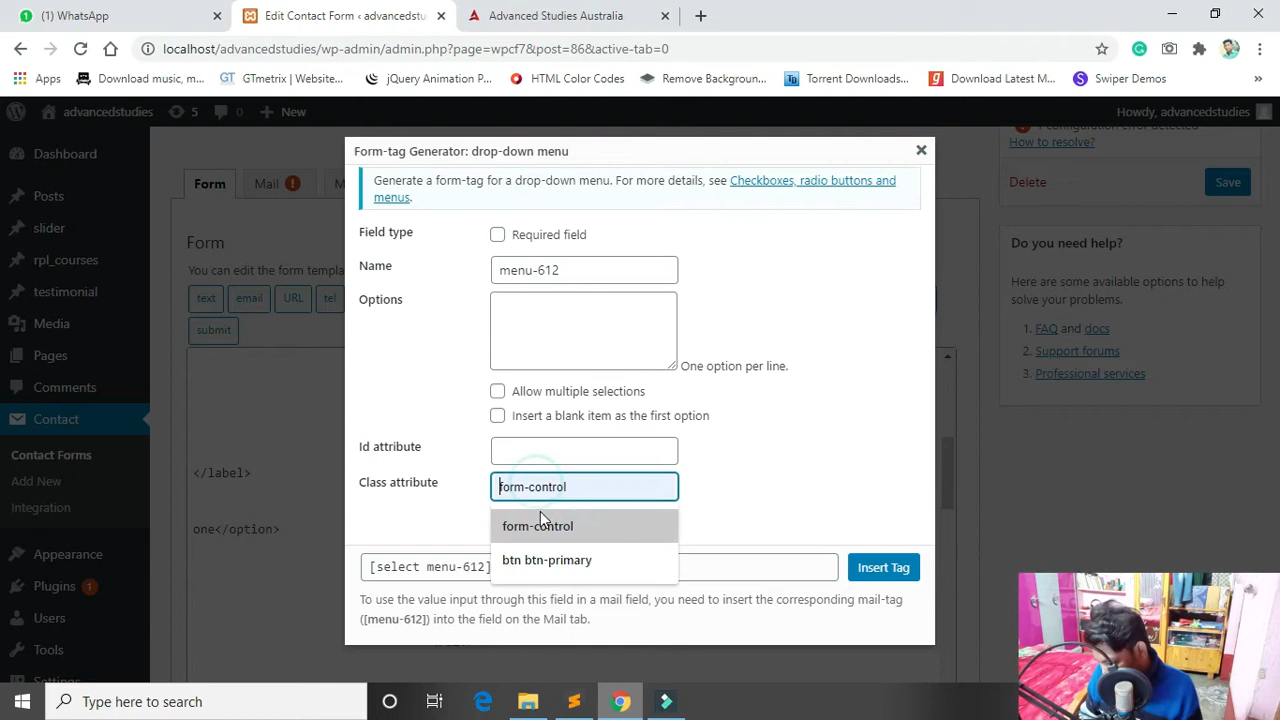 WhatsApp
Edit Contact Form ‹ advancedstu
Advanced Studies Australia
localhost/advancedstudies/wp-admin/admin.php?page=wpcf7&post=86&active-tab=0
Apps
Download music, m...
GTmetrix | Website...
jQuery Animation P...
HTML Color Codes
Remove Backgroun...
Torrent Downloads...
Download Latest M...
Swiper Demos
»
advancedstudies
5
0
New
Howdy, advancedstudies
Dashboard
Posts
slider
rpl_courses
testimonial
Media
Pages
Comments
Contact
Contact Forms
Add New
Integration
Appearance
Plugins 1
Users
Tools
Settings
Form
Mail
M
Form
You can edit the form templa
text
email
URL
tel
submit
</label>
one</option>
Form-tag Generator: drop-down menu
Generate a form-tag for a drop-down menu. For more details, see Checkboxes, radio buttons and
menus.
Field type
Required field
Name
menu-612
Options
One option per line.
Allow multiple selections
Insert a blank item as the first option
Id attribute
Class attribute
form-control
form-control
btn btn-primary
[select menu-612]
Insert Tag
To use the value input through this field in a mail field, you need to insert the corresponding mail-tag
([menu-612]) into the field on the Mail tab.
1 configuration error detected
How to resolve?
Delete
Save
Do you need help?
Here are some available options to help
solve your problems.
1. FAQ and docs
2. Support forums
3. Professional services
Type here to search